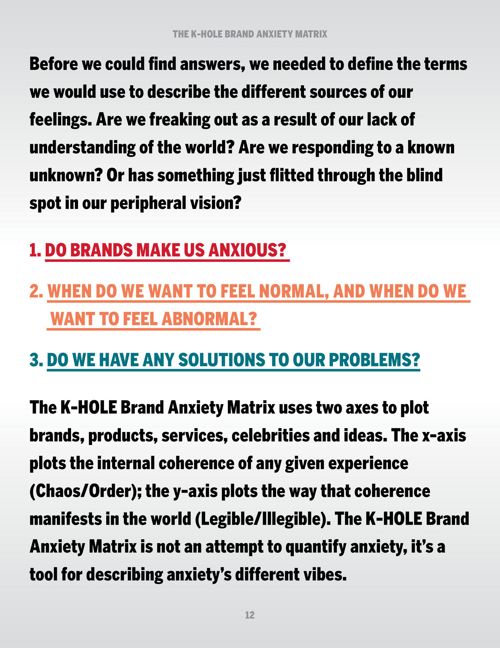 THE K-HOLE BRAND ANXIETY MATRIX
Before we could find answers, we needed to define the terms
we would use to describe the different sources of our
feelings. Are we freaking out as a result of our lack of
understanding of the world? Are we responding to a known
unknown? Or has something just flitted through the blind
spot in our peripheral vision?
1. DO BRANDS MAKE US ANXIOUS?
2. WHEN DO WE WANT TO FEEL NORMAL, AND WHEN DO WE
WANT TO FEEL ABNORMAL?
3. DO WE HAVE ANY SOLUTIONS TO OUR PROBLEMS?
The K-HOLE Brand Anxiety Matrix uses two axes to plot
brands, products, services, celebrities and ideas. The x-axis
plots the internal coherence of any given experience
(Chaos/Order); the y-axis plots the way that coherence
manifests in the world (Legible/Illegible). The K-HOLE Brand
Anxiety Matrix is not an attempt to quantify anxiety, it's a
tool for describing anxiety's different vibes.
12